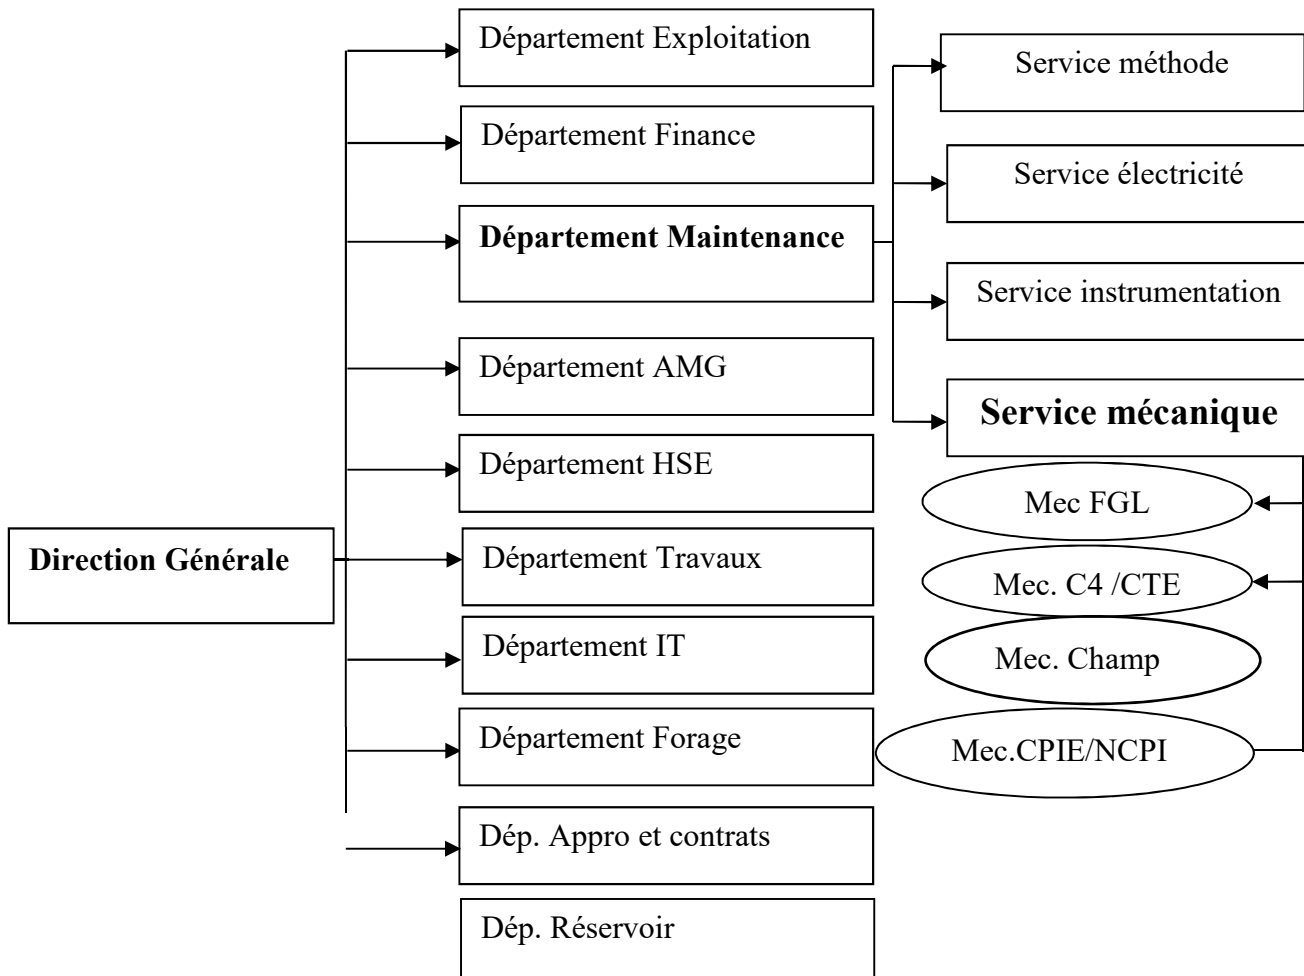 Direction Générale
Département Exploitation
Département Finance
Département Maintenance
Département AMG
Département HSE
Département Travaux
Département IT
Département Forage
Dép. Appro et contrats
Dép. Réservoir
Service méthode
Service électricité
Service instrumentation
Service mécanique
Mec FGL
Mec. C4 /CTE
Mec. Champ
Mec.CPIE/NCPI